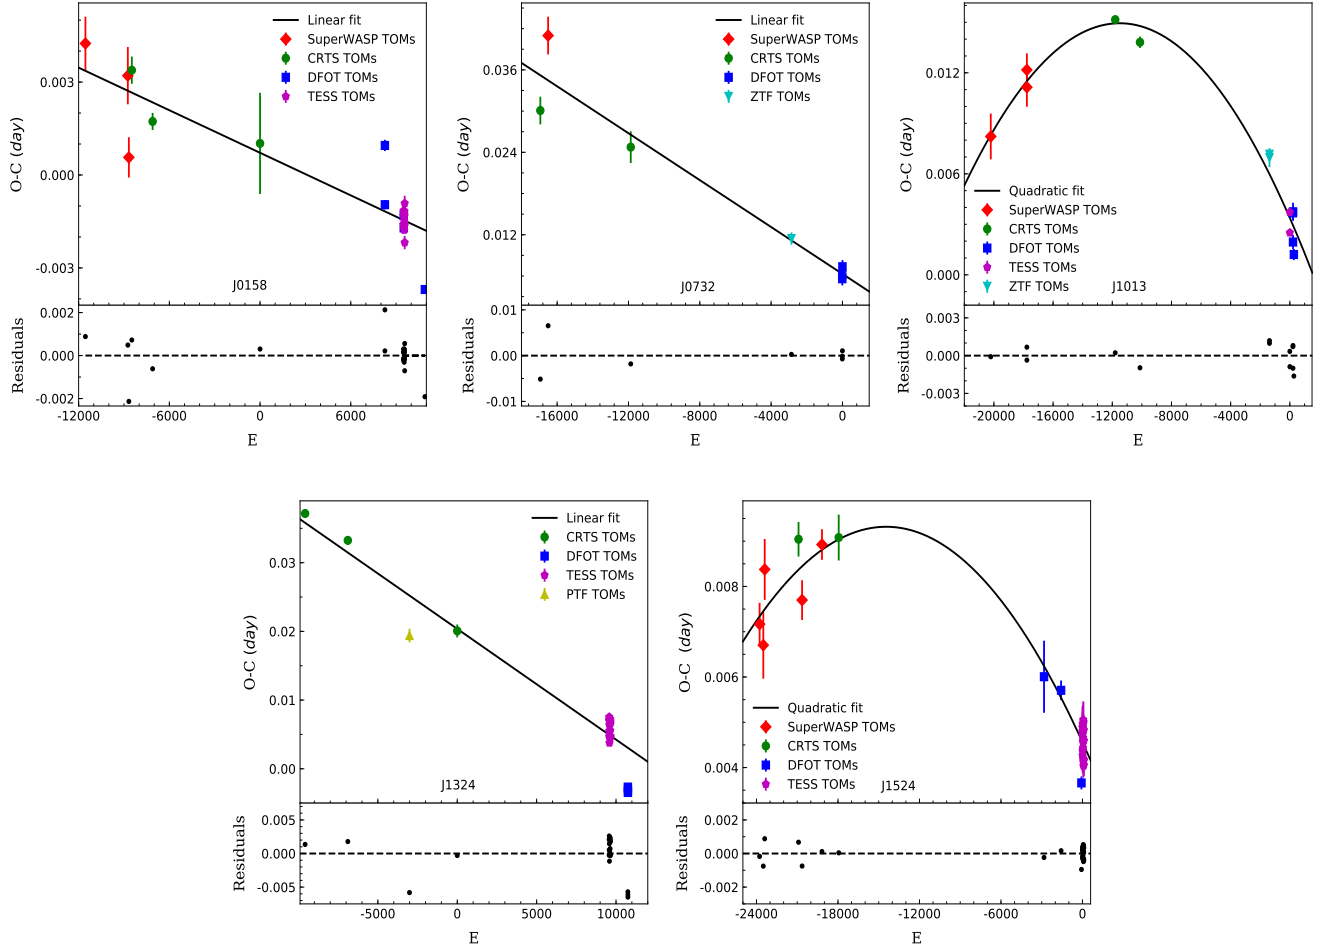 Linear fit
SuperWASP TOMs
CRTS TOMs
DFOT TOMs
TESS TOMs
0.003
0.000
-0.003
O-C (day)
J0158
0.002
0.000
-0.002
Residuals
-12000 -6000 0 6000
E
Linear fit
SuperWASP TOMs
CRTS TOMs
DFOT TOMs
ZTF TOMs
0.036
0.024
0.012
O-C (day)
J0732
0.01
0.00
-0.01
Residuals
-16000 -12000 -8000 -4000 0
E
0.012
0.006
0.000
O-C (day)
Quadratic fit
SuperWASP TOMs
CRTS TOMs
DFOT TOMs
TESS TOMs
ZTF TOMs
J1013
0.003
0.000
-0.003
Residuals
-20000 -16000 -12000 -8000 -4000 0
E
Linear fit
CRTS TOMs
DFOT TOMs
TESS TOMs
PTF TOMs
0.03
0.02
0.01
0.00
O-C (day)
J1324
0.005
0.000
-0.005
Residuals
-5000 0 5000 10000
E
0.008
0.006
0.004
O-C (day)
Quadratic fit
SuperWASP TOMs
CRTS TOMs
DFOT TOMs
TESS TOMs
J1524
0.002
0.000
-0.002
Residuals
-24000 -18000 -12000 -6000 0
E